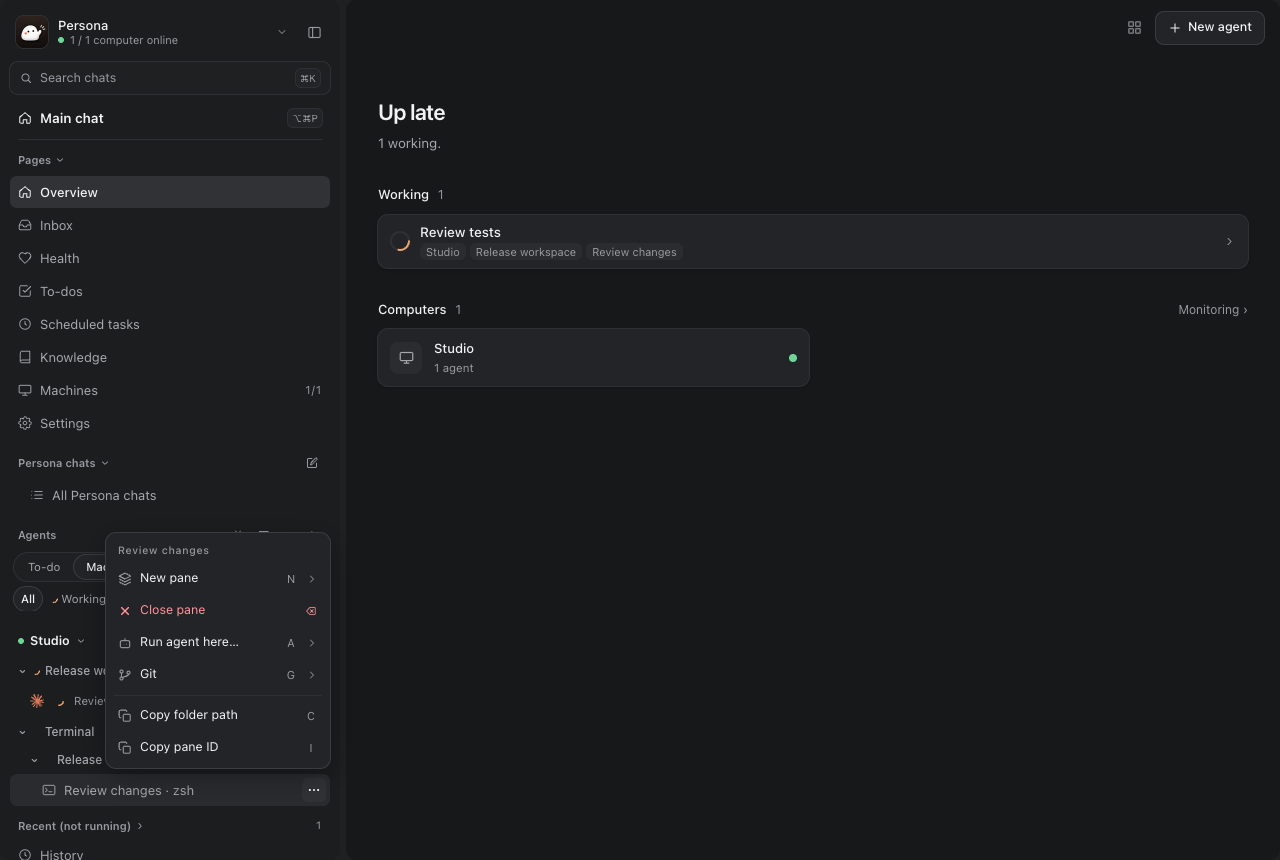 Persona
1 / 1 computer online
New agent
Search chats
⌘K
Main chat
⌥⌘P
Up late
1 working.
Pages
Overview
Working 1
Inbox
Review tests
Studio Release workspace Review changes
Health
To-dos
Computers 1
Monitoring ›
Scheduled tasks
Studio
1 agent
Knowledge
Machines 1/1
Settings
Persona chats
All Persona chats
Agents
Review changes
To-do
New pane N
All Working
Close pane
Studio
Run agent here... A
Release
Git G
Terminal
Copy folder path C
Copy pane ID I
Release
Review changes · zsh
Recent (not running) 1
History